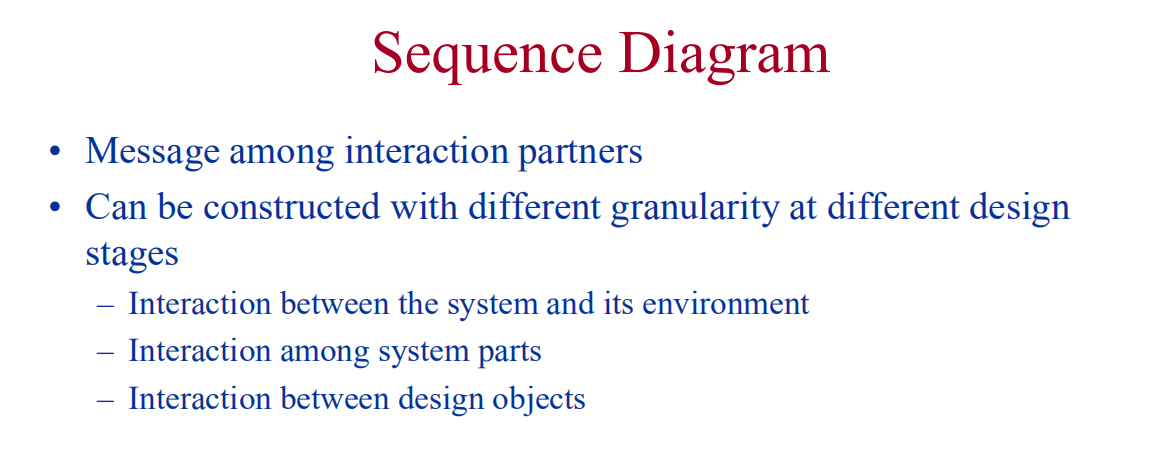 Sequence Diagram
• Message among interaction partners
• Can be constructed with different granularity at different design
stages
– Interaction between the system and its environment
– Interaction among system parts
– Interaction between design objects